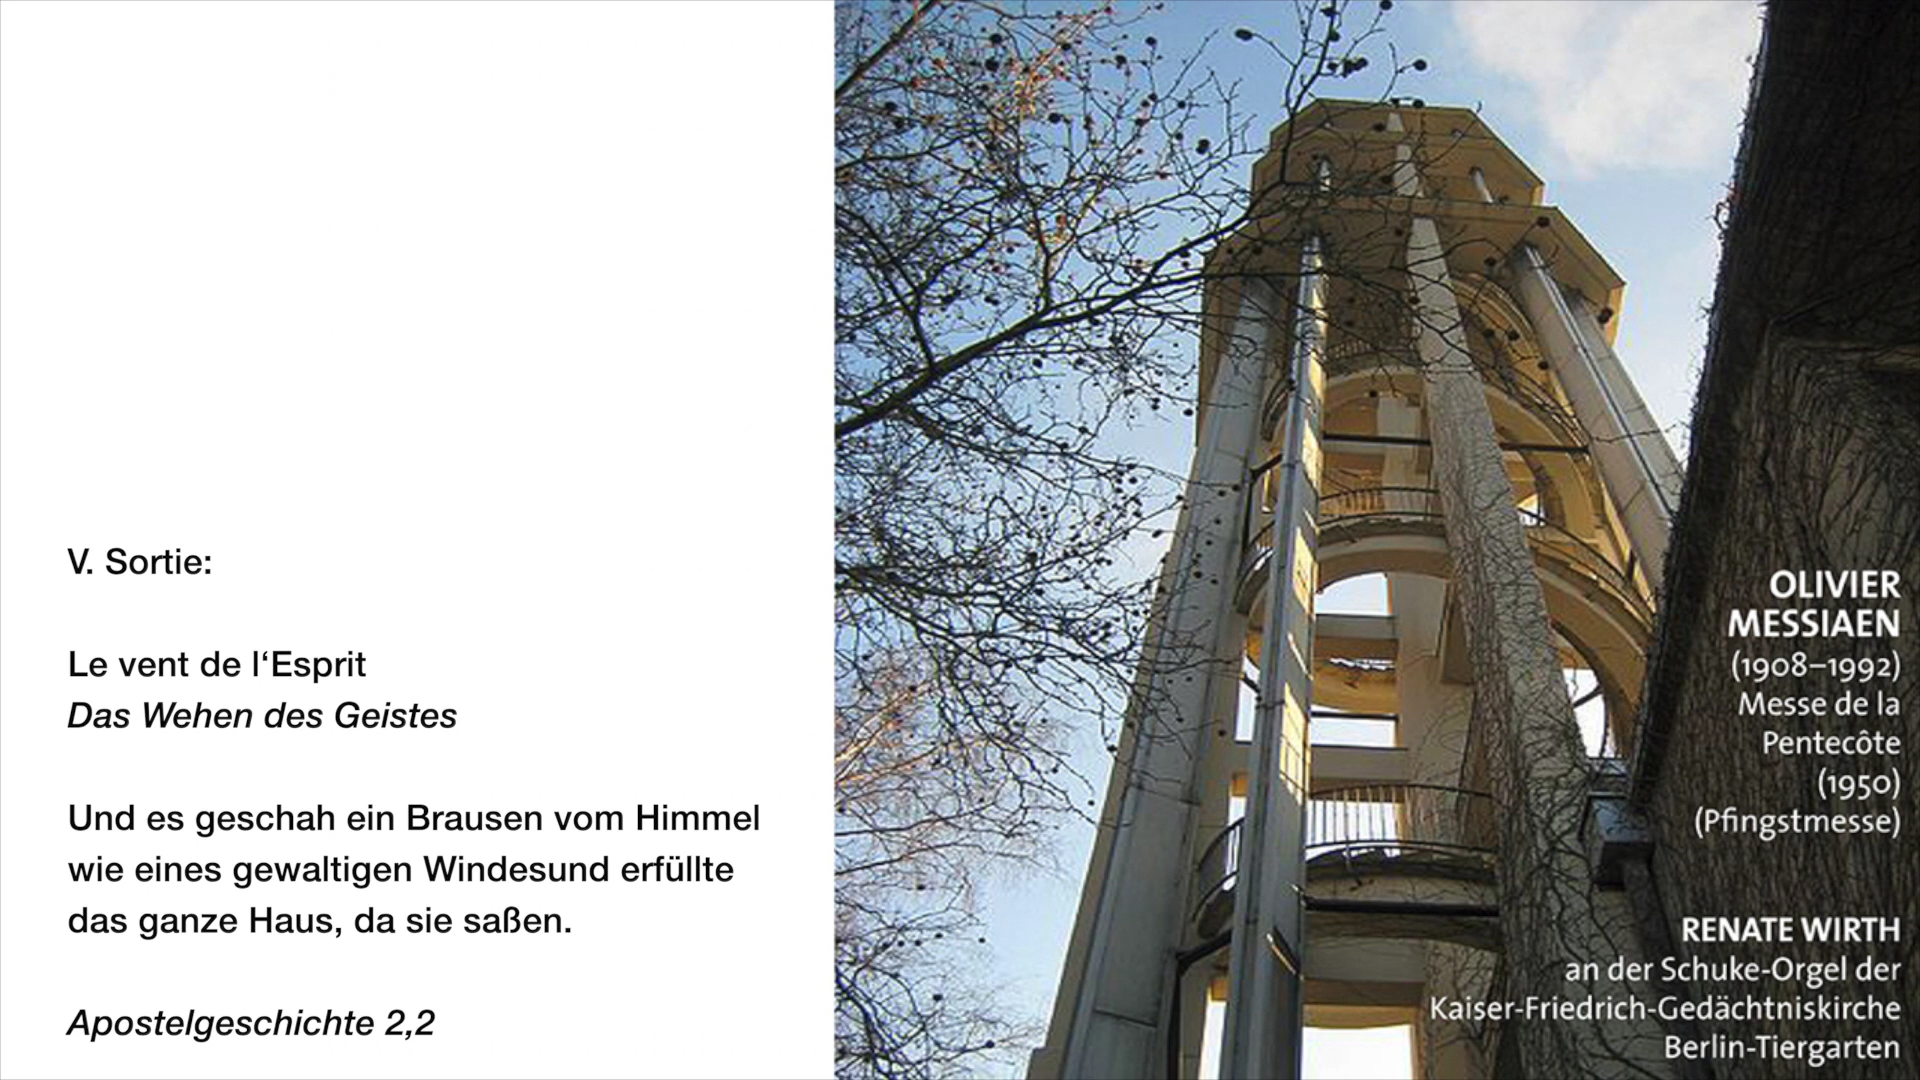 V. Sortie:
Le vent de l‘Esprit
Das Wehen des Geistes
Und es geschah ein Brausen vom Himmel
wie eines gewaltigen Windesund erfüllte
das ganze Haus, da sie saßen.
Apostelgeschichte 2,2
OLIVIER
MESSIAEN
(1908–1992)
Messe de la
Pentecôte
(1950)
(Pfingstmesse)
RENATE WIRTH
an der Schuke-Orgel der
Kaiser-Friedrich-Gedächtniskirche
Berlin-Tiergarten